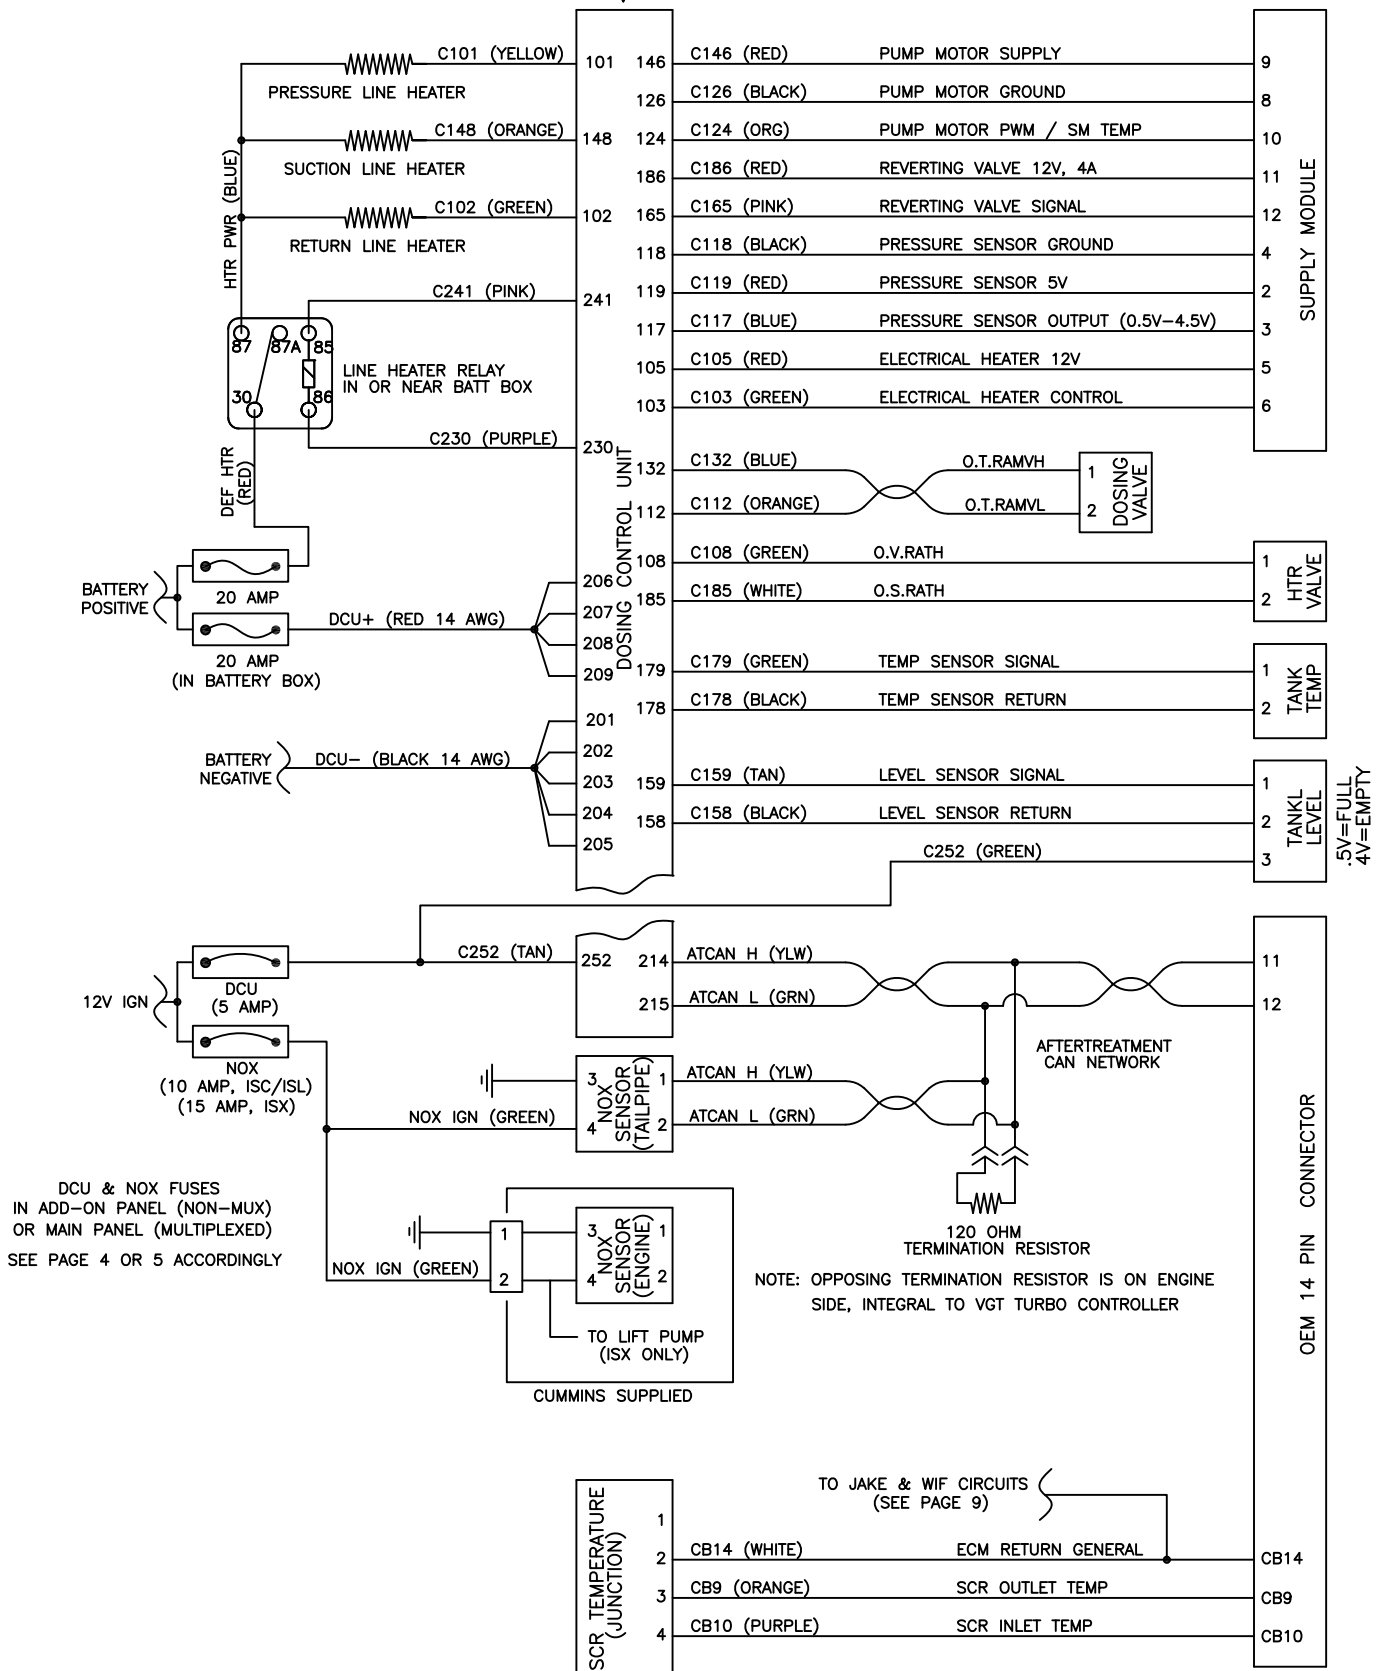 C101 (YELLOW)
PRESSURE LINE HEATER
C148 (ORANGE)
SUCTION LINE HEATER
C102 (GREEN)
RETURN LINE HEATER
HTR PWR (BLUE)
C241 (PINK)
87
87A
85
30
86
LINE HEATER RELAY
IN OR NEAR BATT BOX
C230 (PURPLE)
DEF HTR
(RED)
BATTERY
POSITIVE
20 AMP
DCU+ (RED 14 AWG)
20 AMP
(IN BATTERY BOX)
BATTERY
NEGATIVE
DCU- (BLACK 14 AWG)
101
148
102
241
230
206
207
208
209
201
202
203
204
205
DOSING CONTROL UNIT
146
126
124
186
165
118
119
117
105
103
132
112
108
185
179
178
159
158
C146 (RED) PUMP MOTOR SUPPLY
C126 (BLACK) PUMP MOTOR GROUND
C124 (ORG) PUMP MOTOR PWM / SM TEMP
C186 (RED) REVERTING VALVE 12V, 4A
C165 (PINK) REVERTING VALVE SIGNAL
C118 (BLACK) PRESSURE SENSOR GROUND
C119 (RED) PRESSURE SENSOR 5V
C117 (BLUE) PRESSURE SENSOR OUTPUT (0.5V-4.5V)
C105 (RED) ELECTRICAL HEATER 12V
C103 (GREEN) ELECTRICAL HEATER CONTROL
9
8
10
11
12
4
2
3
5
6
SUPPLY MODULE
C132 (BLUE) O.T.RAMVH
C112 (ORANGE) O.T.RAMVL
1
2
DOSING
VALVE
C108 (GREEN) O.V.RATH
C185 (WHITE) O.S.RATH
1
2
HTR
VALVE
C179 (GREEN) TEMP SENSOR SIGNAL
C178 (BLACK) TEMP SENSOR RETURN
1
2
TANK
TEMP
C159 (TAN) LEVEL SENSOR SIGNAL
C158 (BLACK) LEVEL SENSOR RETURN
C252 (GREEN)
1
2
3
TANKL
LEVEL
.5V=FULL
4V=EMPTY
12V IGN
DCU
(5 AMP)
C252 (TAN)
252
214
215
ATCAN H (YLW)
ATCAN L (GRN)
11
12
NOX
(10 AMP, ISC/ISL)
(15 AMP, ISX)
NOX IGN (GREEN)
3
4
NOX
SENSOR
(TAILPIPE)
1
2
ATCAN H (YLW)
ATCAN L (GRN)
AFTERTREATMENT
CAN NETWORK
120 OHM
TERMINATION RESISTOR
NOTE: OPPOSING TERMINATION RESISTOR IS ON ENGINE
SIDE, INTEGRAL TO VGT TURBO CONTROLLER
DCU & NOX FUSES
IN ADD-ON PANEL (NON-MUX)
OR MAIN PANEL (MULTIPLEXED)
SEE PAGE 4 OR 5 ACCORDINGLY
NOX IGN (GREEN)
1
2
3
4
NOX
SENSOR
(ENGINE)
1
2
TO LIFT PUMP
(ISX ONLY)
CUMMINS SUPPLIED
OEM 14 PIN CONNECTOR
TO JAKE & WIF CIRCUITS
(SEE PAGE 9)
SCR TEMPERATURE
(JUNCTION)
1
2
3
4
CB14 (WHITE) ECM RETURN GENERAL
CB9 (ORANGE) SCR OUTLET TEMP
CB10 (PURPLE) SCR INLET TEMP
CB14
CB9
CB10